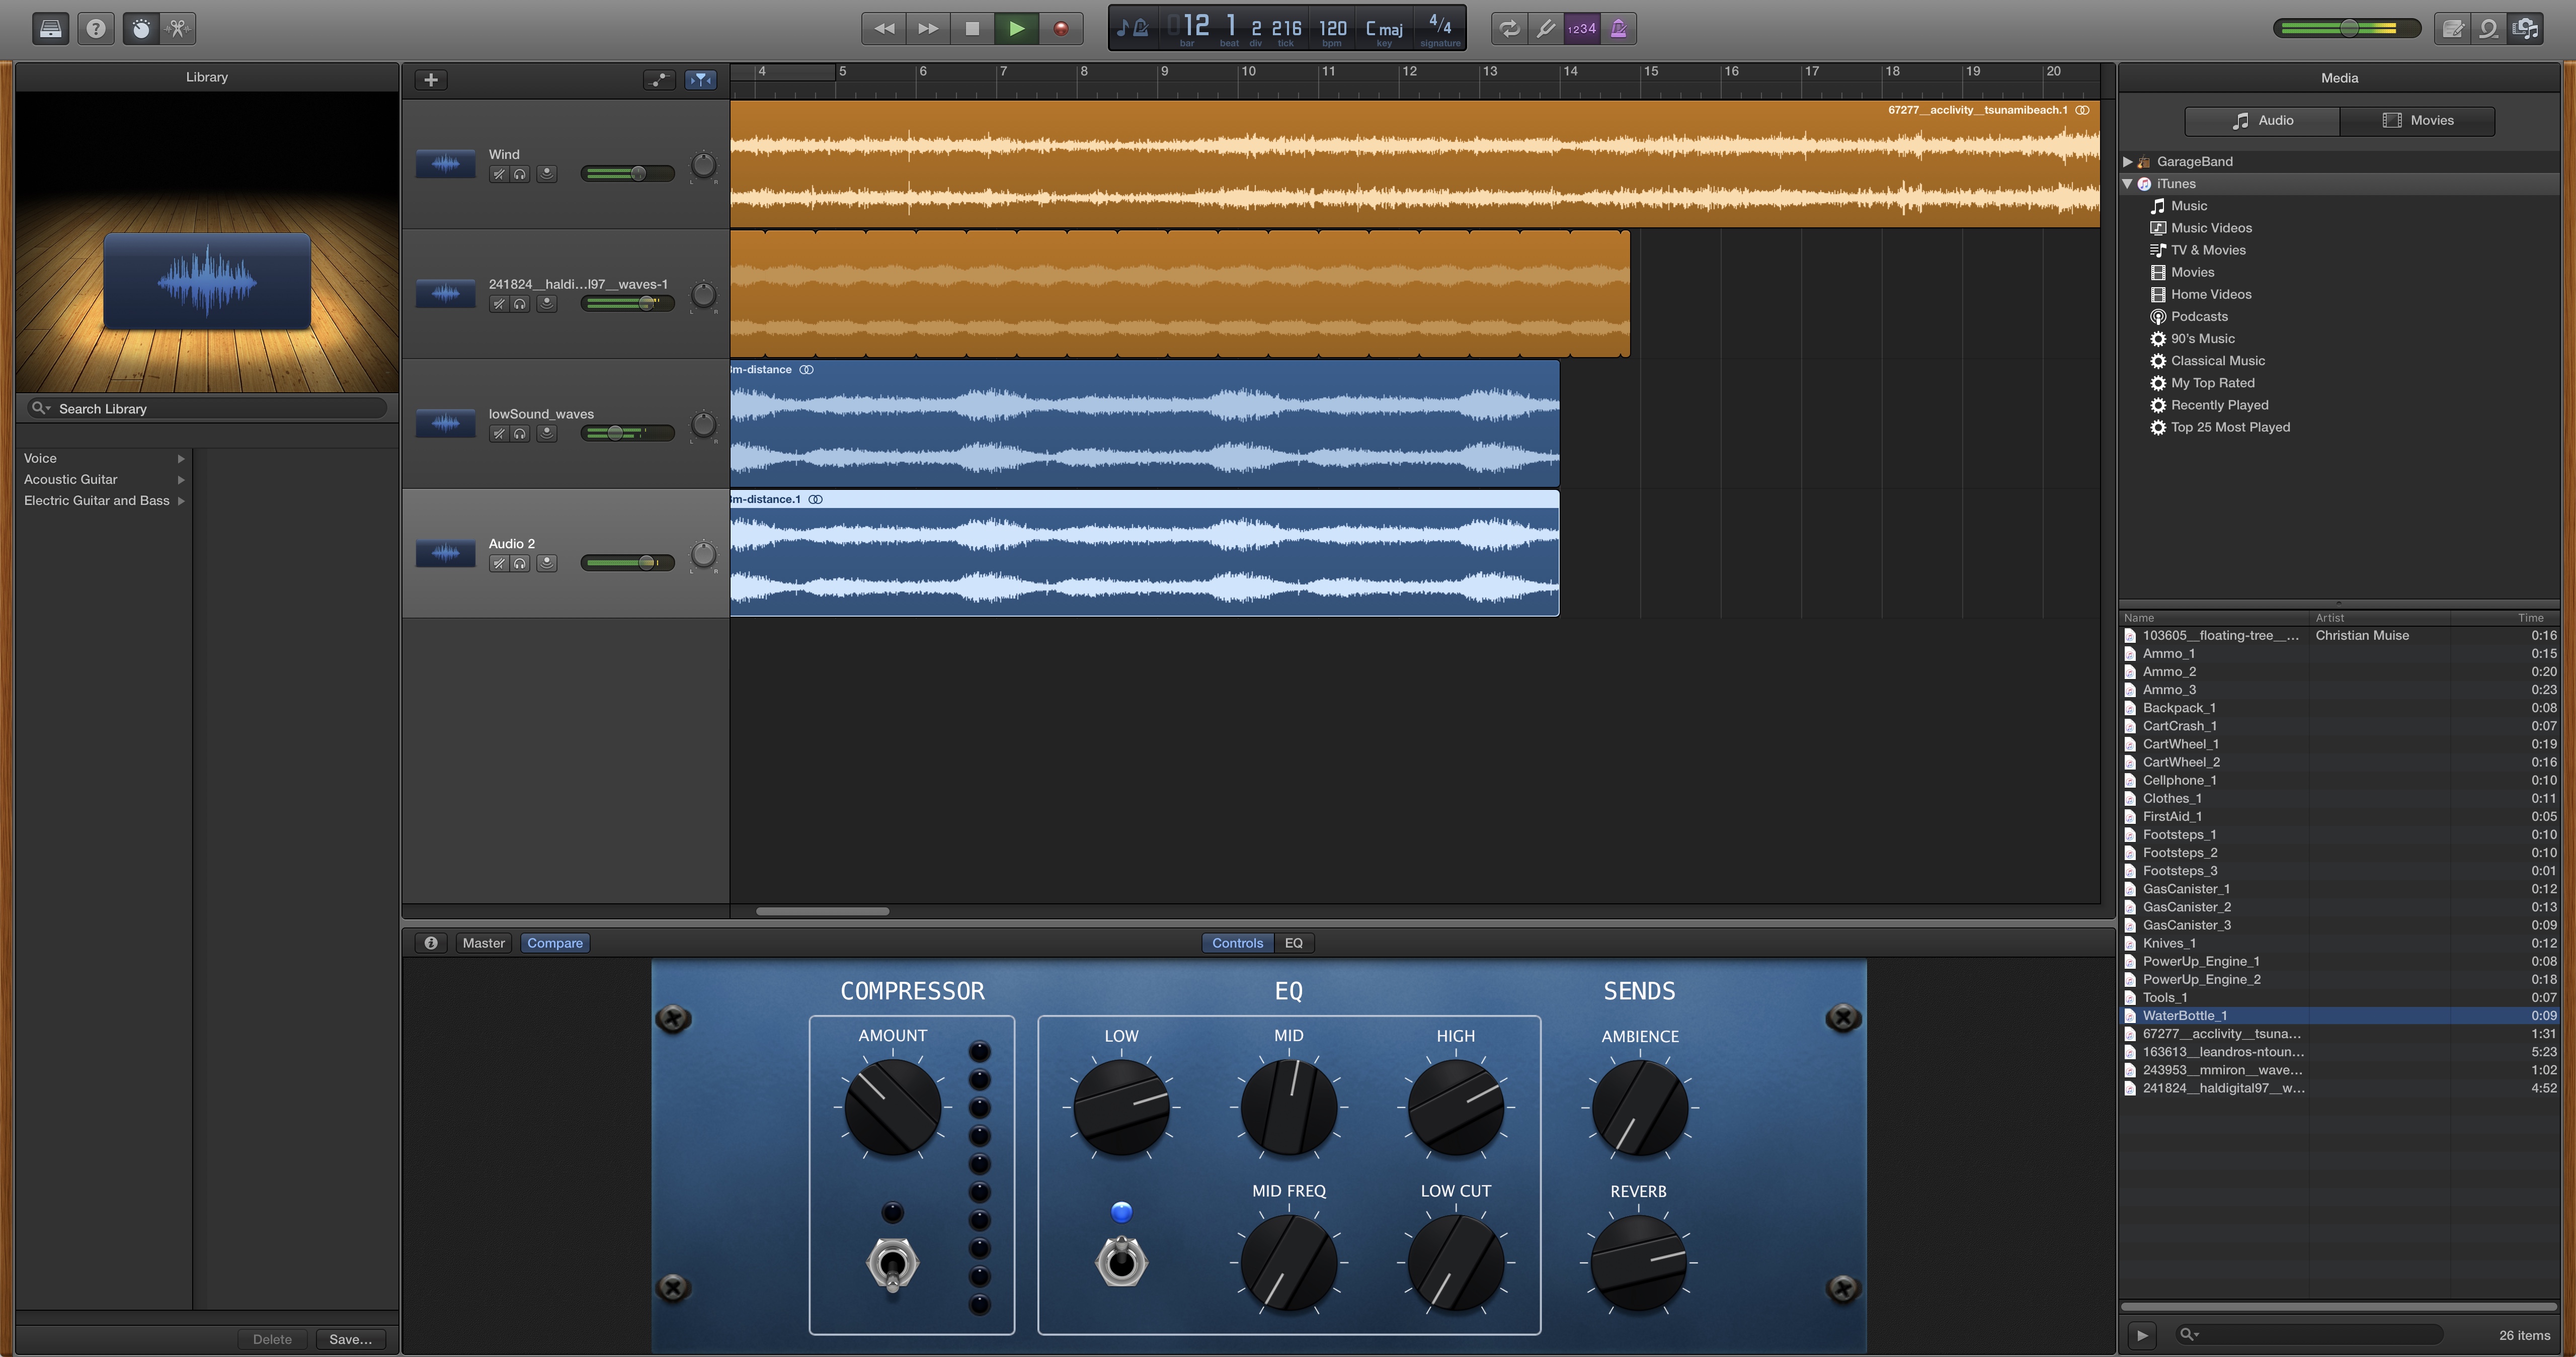 ?
12 1 2 216 120 C maj 4/4
bar beat div tick bpm key signature
1234
Library
Search Library
Voice
Acoustic Guitar
Electric Guitar and Bass
Delete Save...
4 5 6 7 8 9 10 11 12 13 14 15 16 17 18 19 20
Wind
L R
67277__acclivity__tsunamibeach.1
241824__haldi...l97__waves-1
L R
lowSound_waves
L R
3m-distance
Audio 2
L R
3m-distance.1
Master Compare Controls EQ
COMPRESSOR EQ SENDS
AMOUNT LOW MID HIGH AMBIENCE
MID FREQ LOW CUT REVERB
Media
Audio Movies
GarageBand
iTunes
Music
Music Videos
TV & Movies
Movies
Home Videos
Podcasts
90's Music
Classical Music
My Top Rated
Recently Played
Top 25 Most Played
Name Artist Time
103605__floating-tree__... Christian Muise 0:16
Ammo_1 0:15
Ammo_2 0:20
Ammo_3 0:23
Backpack_1 0:08
CartCrash_1 0:07
CartWheel_1 0:19
CartWheel_2 0:16
Cellphone_1 0:10
Clothes_1 0:11
FirstAid_1 0:05
Footsteps_1 0:10
Footsteps_2 0:10
Footsteps_3 0:01
GasCanister_1 0:12
GasCanister_2 0:13
GasCanister_3 0:09
Knives_1 0:12
PowerUp_Engine_1 0:08
PowerUp_Engine_2 0:18
Tools_1 0:07
WaterBottle_1 0:09
67277__acclivity__tsuna... 1:31
163613__leandros-ntoun... 5:23
243953__mmiron__wave... 1:02
241824__haldigital97__w... 4:52
26 items